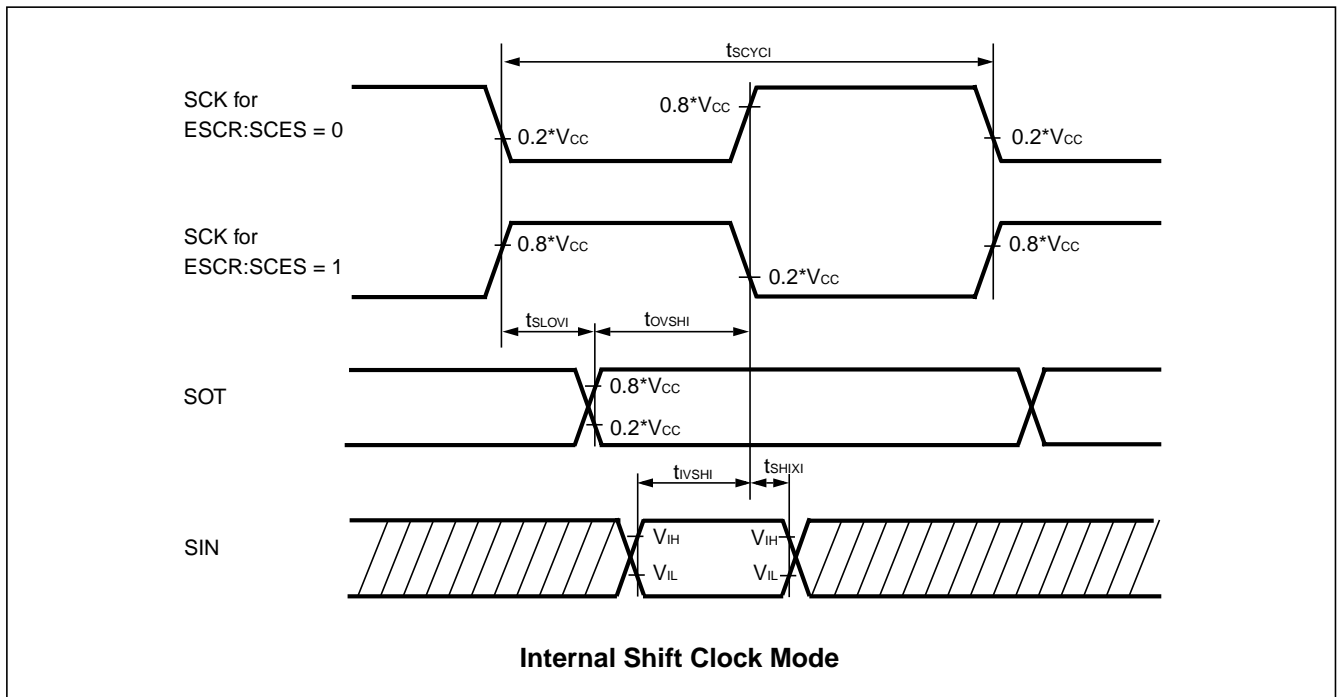 tSCYCI
SCK for
ESCR:SCES = 0
0.8*VCC
0.2*VCC
0.2*VCC
SCK for
ESCR:SCES = 1
0.8*VCC
0.8*VCC
0.2*VCC
tSLOVI
tOVSHI
SOT
0.8*VCC
0.2*VCC
tIVSHI
tSHIXI
SIN
VIH
VIH
VIL
VIL
Internal Shift Clock Mode